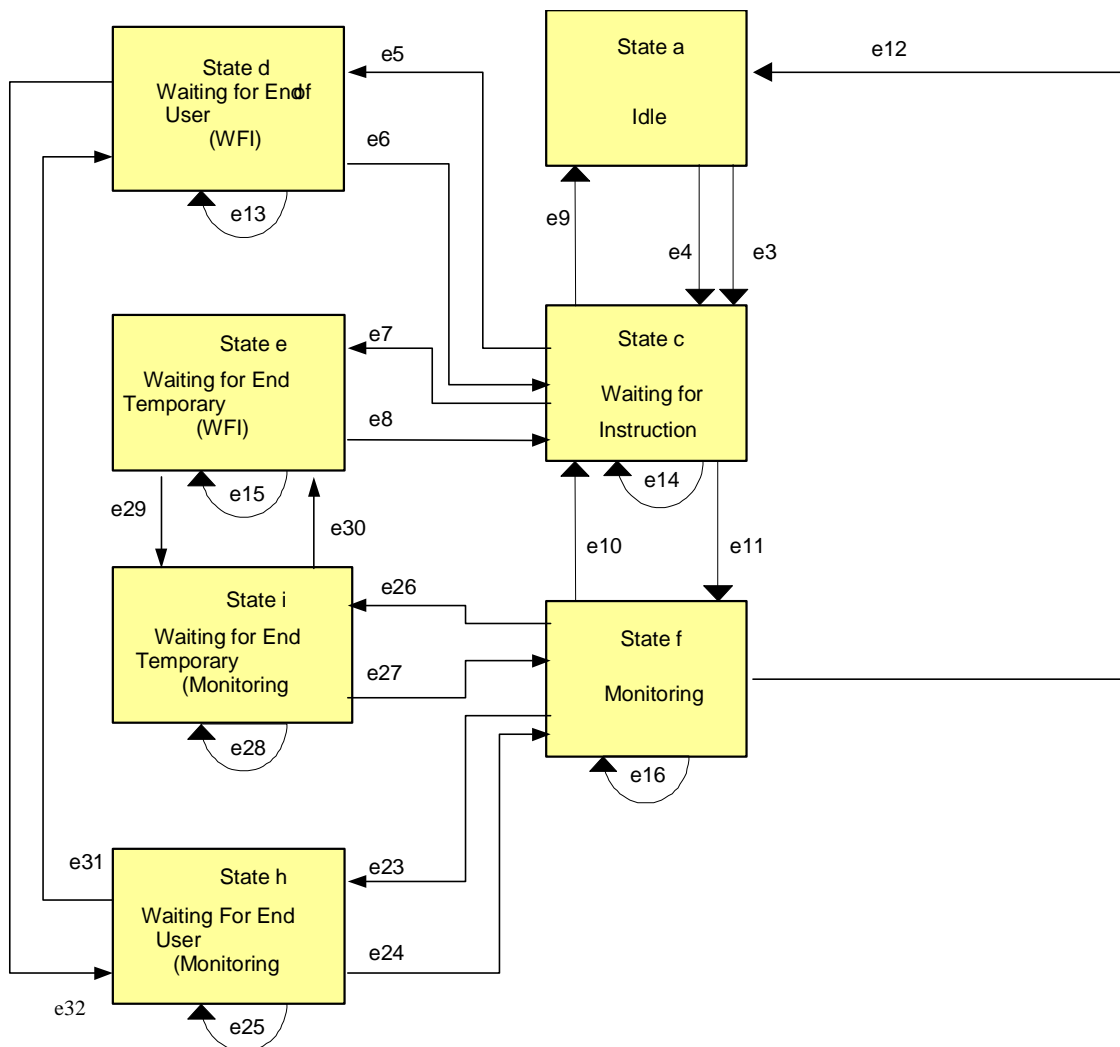 State d
Waiting for End of
User
(WFI)
e5
e6
e13
State a
Idle
e12
e9
e4
e3
State e
Waiting for End
Temporary
(WFI)
e7
e8
e15
State c
Waiting for
Instruction
e14
e29
e30
e10
e11
State i
Waiting for End
Temporary
(Monitoring
e26
e27
e28
State f
Monitoring
e16
e31
State h
Waiting For End
User
(Monitoring
e23
e24
e32
e25